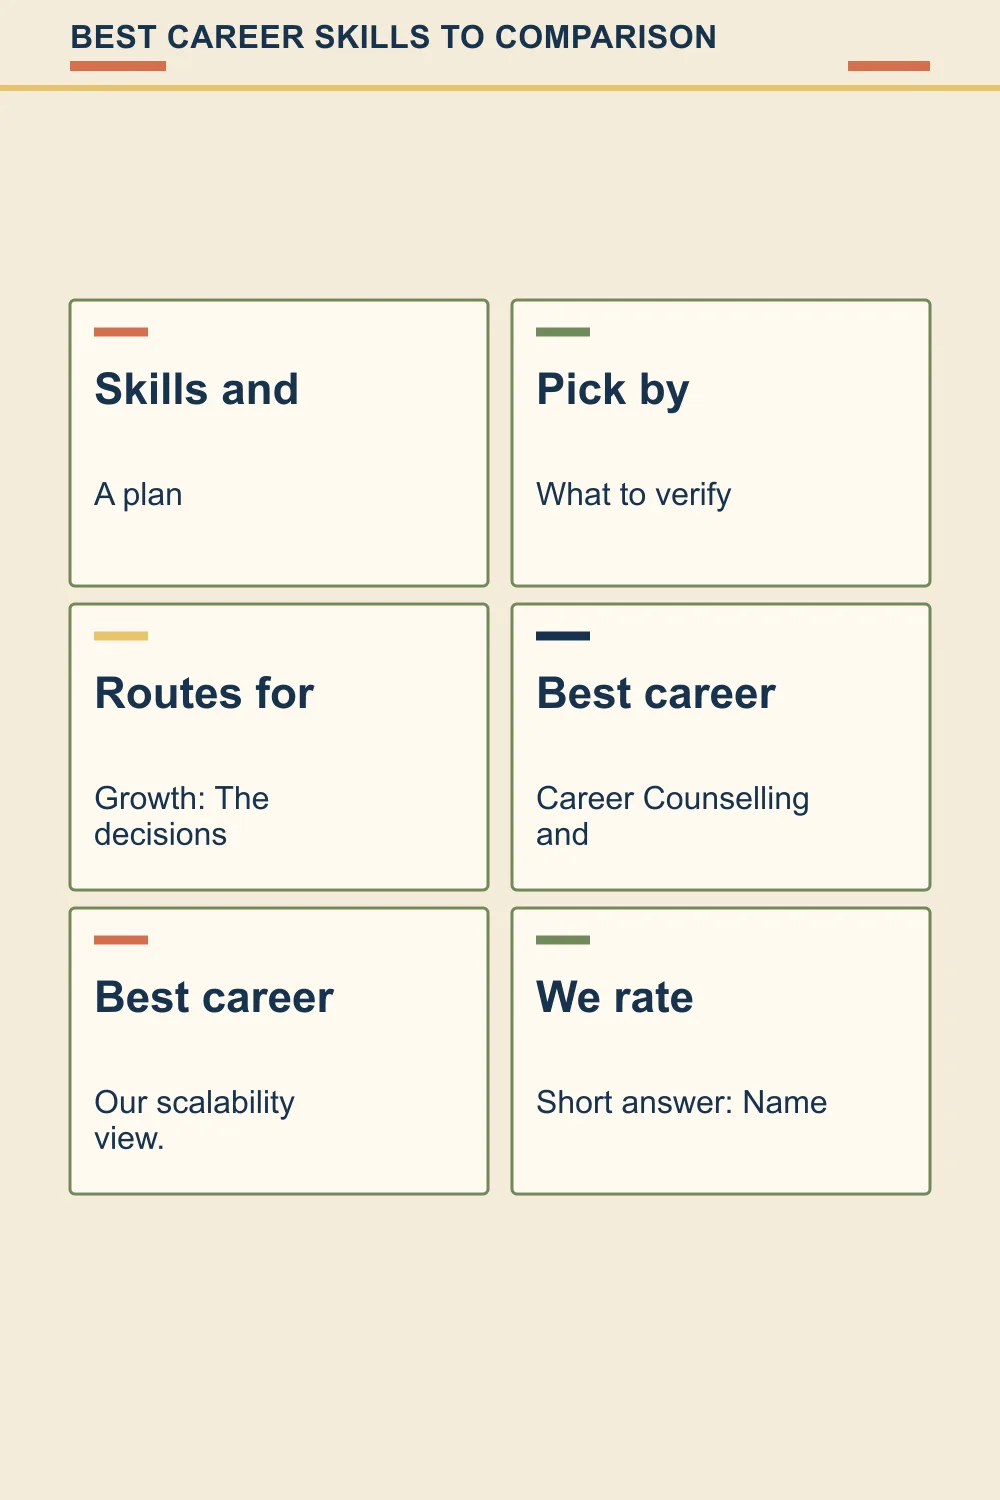 BEST CAREER SKILLS TO COMPARISON
Skills and
A plan
Pick by
What to verify
Routes for
Growth: The
decisions
Best career
Career Counselling
and
Best career
Our scalability
view.
We rate
Short answer: Name